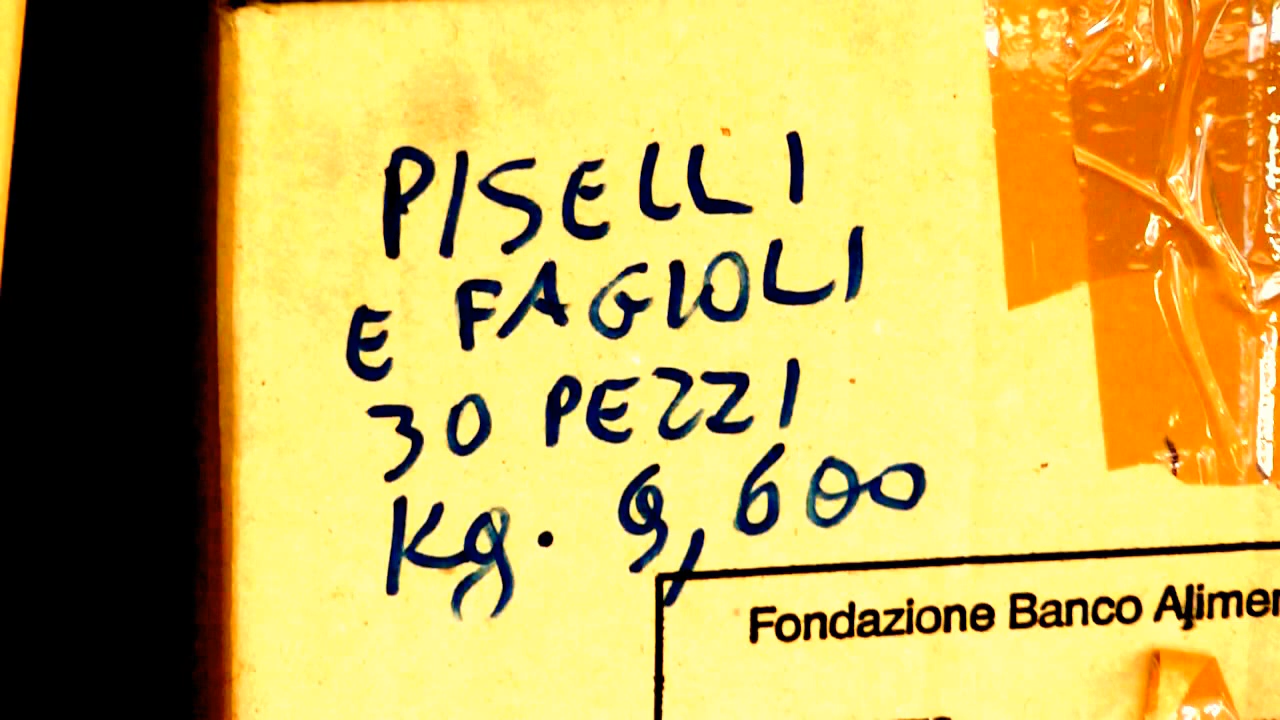 PISELLI
E FAGIOLI
30 PEZZI
Kg. 9,600
Fondazione Banco Alimen